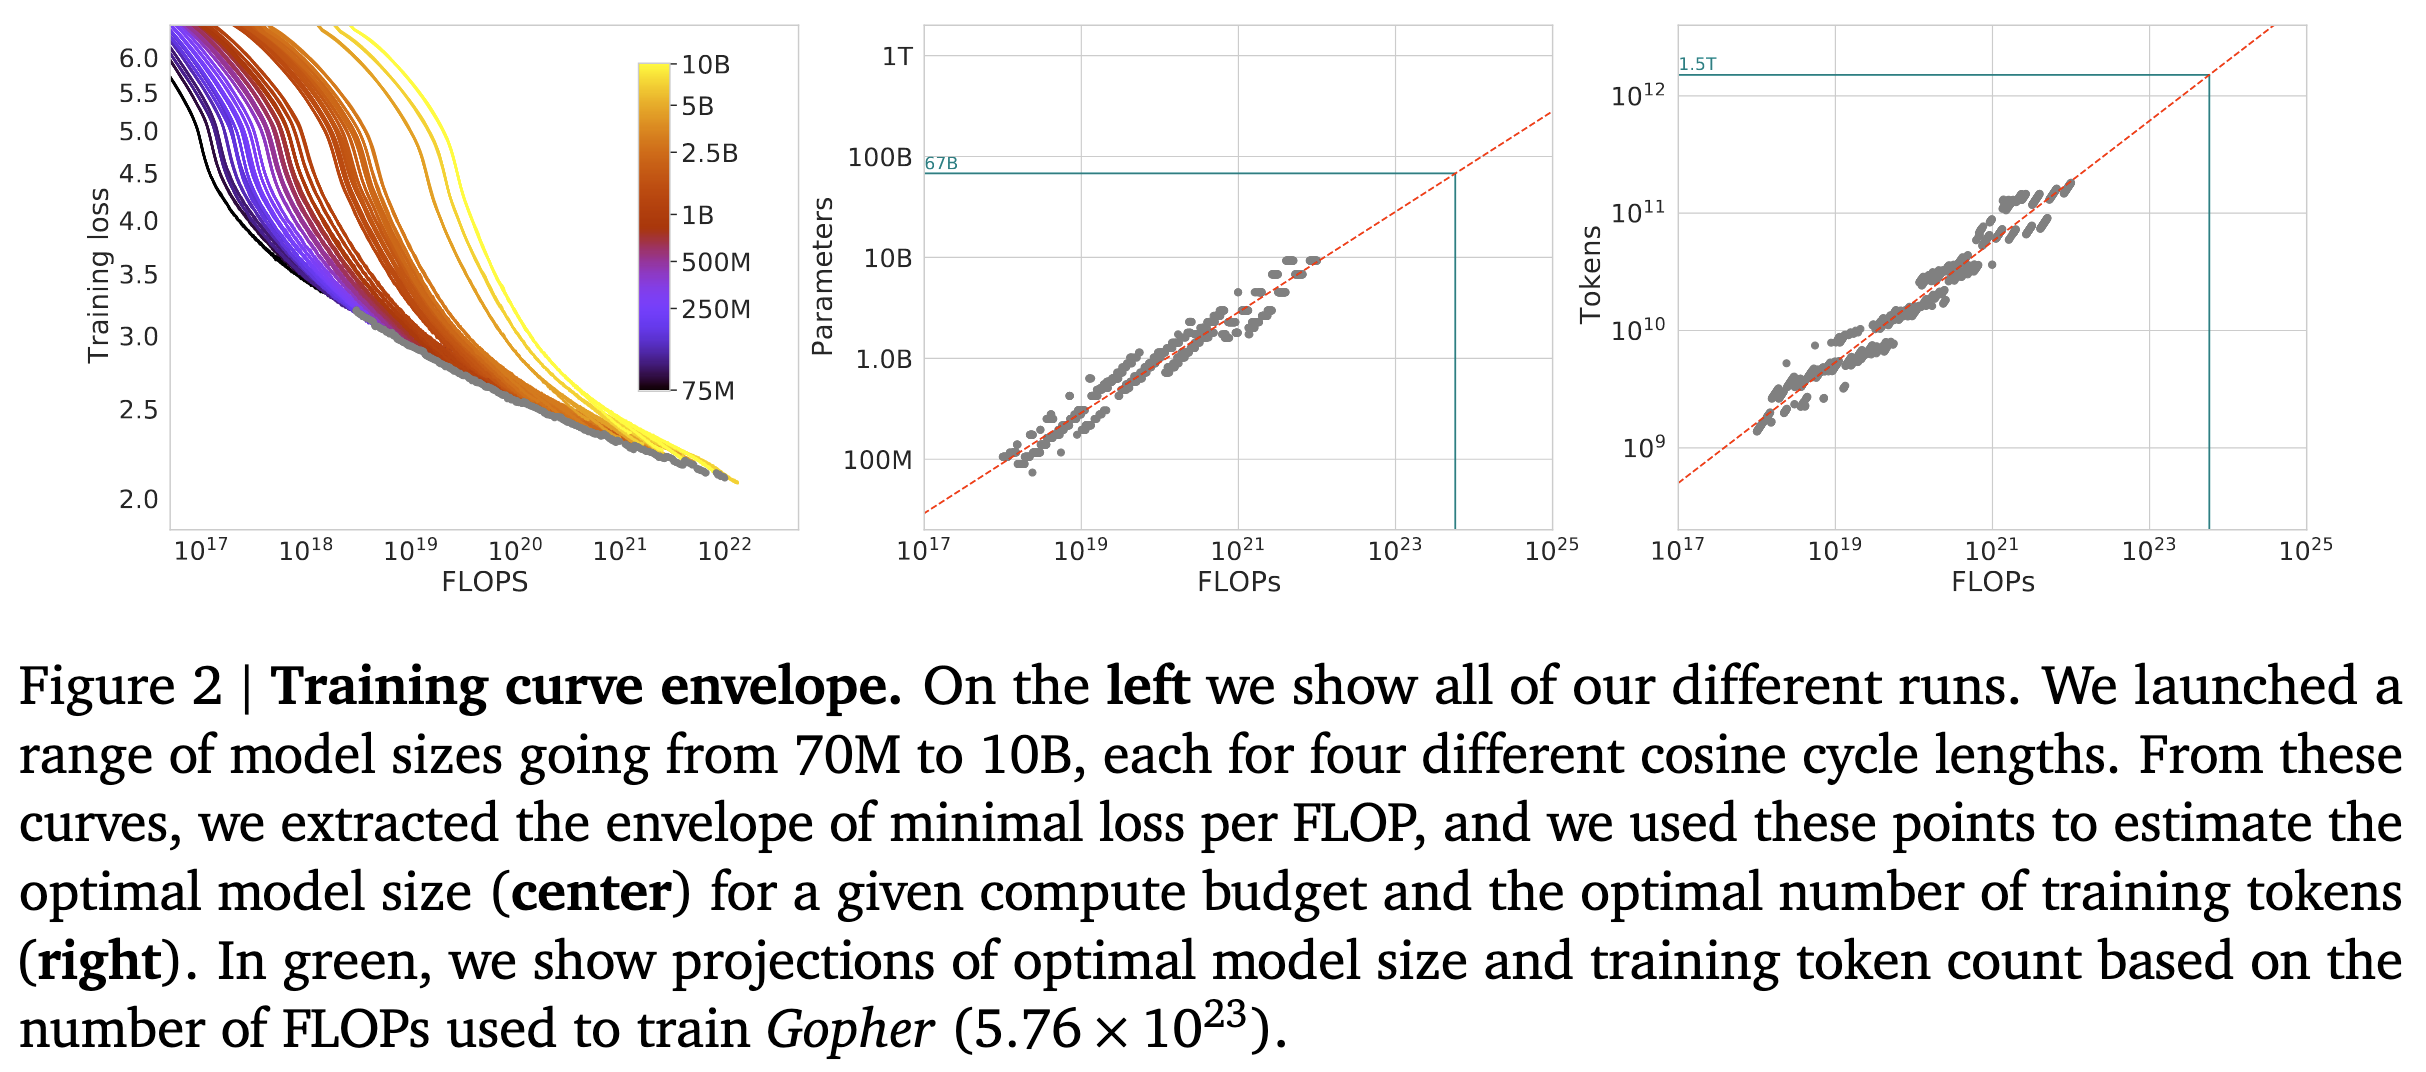 6.0
5.5
5.0
4.5
4.0
3.5
3.0
2.5
2.0
Training loss
10^17 10^18 10^19 10^20 10^21 10^22
FLOPS
10B
5B
2.5B
1B
500M
250M
75M
1T
100B
10B
1.0B
100M
Parameters
67B
10^17 10^19 10^21 10^23 10^25
FLOPs
10^12
10^11
10^10
10^9
Tokens
1.5T
10^17 10^19 10^21 10^23 10^25
FLOPs
Figure 2 | Training curve envelope. On the left we show all of our different runs. We launched a
range of model sizes going from 70M to 10B, each for four different cosine cycle lengths. From these
curves, we extracted the envelope of minimal loss per FLOP, and we used these points to estimate the
optimal model size (center) for a given compute budget and the optimal number of training tokens
(right). In green, we show projections of optimal model size and training token count based on the
number of FLOPs used to train Gopher (5.76 × 10^23).